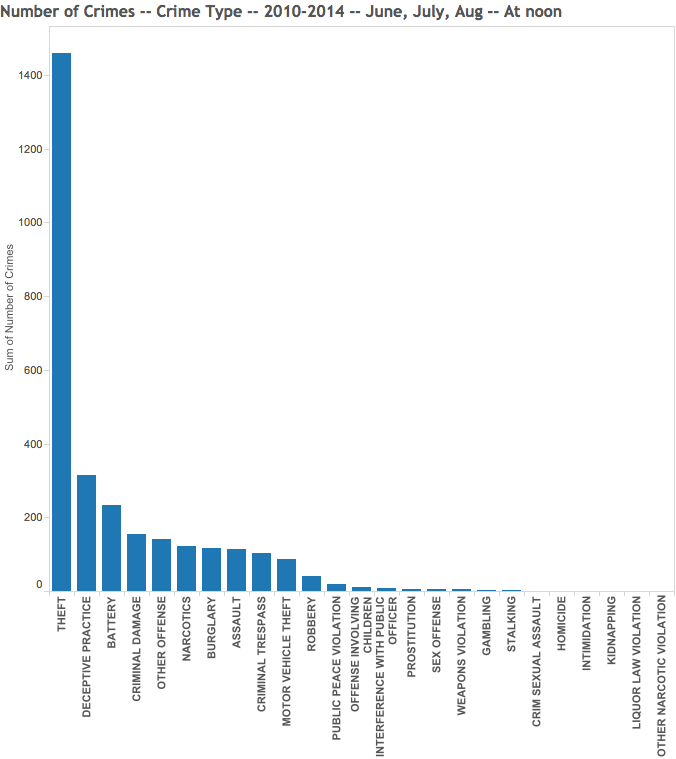 Number of Crimes -- Crime Type -- 2010-2014 -- June, July, Aug -- At noon
Sum of Number of Crimes
1400
1200
1000
800
600
400
200
0
THEFT
DECEPTIVE PRACTICE
BATTERY
CRIMINAL DAMAGE
OTHER OFFENSE
NARCOTICS
BURGLARY
ASSAULT
CRIMINAL TRESPASS
MOTOR VEHICLE THEFT
ROBBERY
PUBLIC PEACE VIOLATION
OFFENSE INVOLVING
CHILDREN
INTERFERENCE WITH PUBLIC
OFFICER
PROSTITUTION
SEX OFFENSE
WEAPONS VIOLATION
GAMBLING
STALKING
CRIM SEXUAL ASSAULT
HOMICIDE
INTIMIDATION
KIDNAPPING
LIQUOR LAW VIOLATION
OTHER NARCOTIC VIOLATION